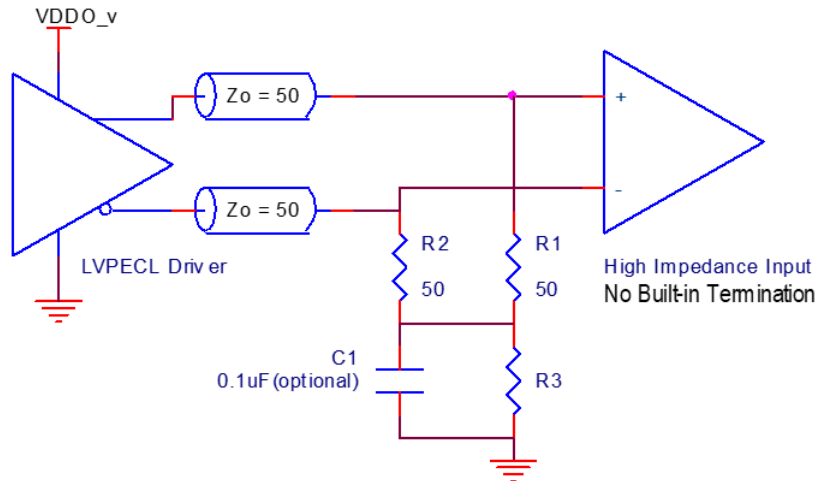 VDDO_v
Zo = 50
+
-
Zo = 50
LVPECL Driver
R2
50
R1
50
High Impedance Input
No Built-in Termination
C1
0.1uF(optional)
R3